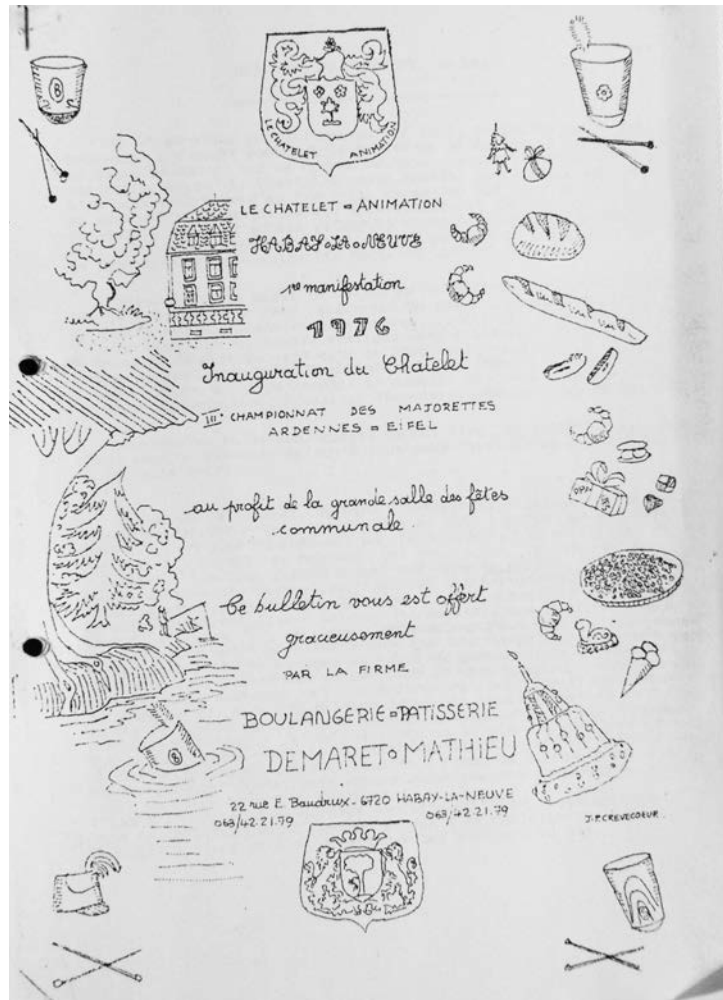 LE CHATELET ANIMATION
B
LE CHATELET = ANIMATION
HABAY=LA=NEUVE
1re manifestation
1976
Inauguration du Chatelet
IIIe CHAMPIONNAT DES MAJORETTES
ARDENNES = EIFEL
au profit de la grande salle des fêtes
communale.
Ce bulletin vous est offert
gracieusement
PAR LA FIRME
BOULANGERIE=PATISSERIE
B
DEMARET=MATHIEU
22 rue E. Baudrux - 6720 HABAY-LA-NEUVE
063/42.21.79 063/42.21.79
J.P. CREVECOEUR.